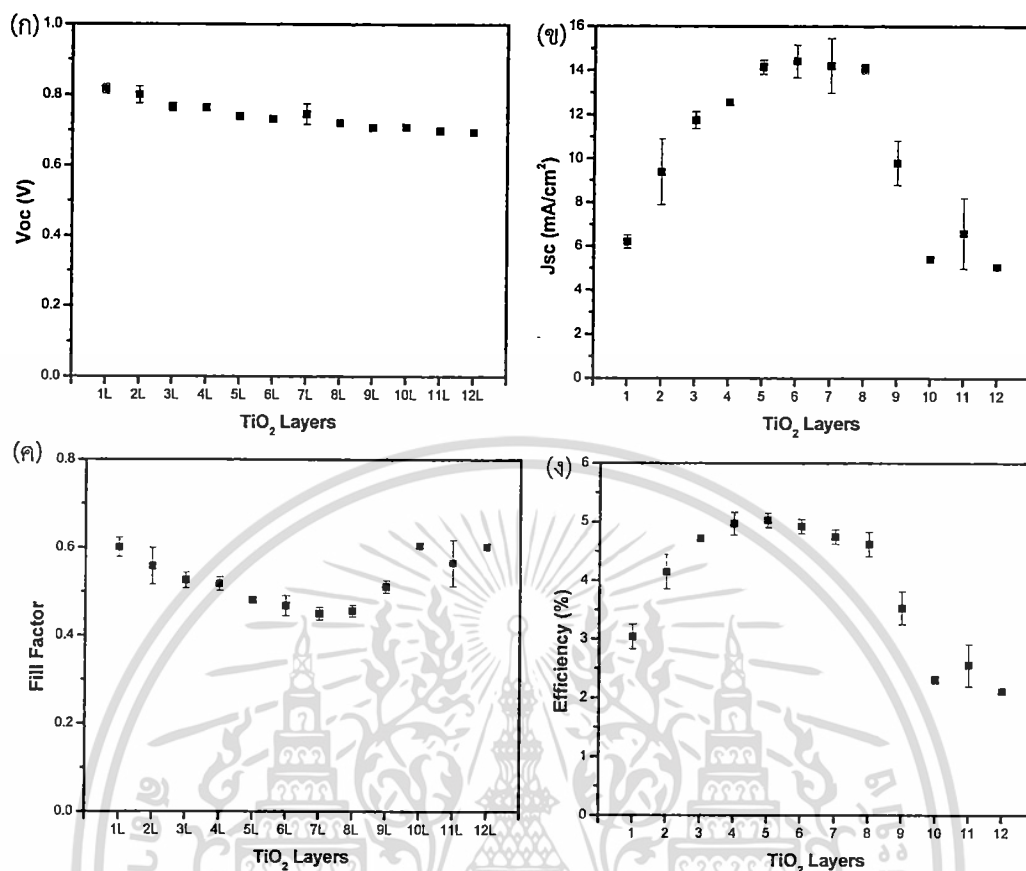 (ก)
1.0
0.8
0.6
0.4
0.2
0.0
Voc (V)
1L 2L 3L 4L 5L 6L 7L 8L 9L 10L 11L 12L
TiO₂ Layers
(ข)
16
14
12
10
8
6
4
2
0
Jsc (mA/cm²)
1 2 3 4 5 6 7 8 9 10 11 12
TiO₂ Layers
(ค)
0.8
0.6
0.4
0.2
0.0
Fill Factor
1L 2L 3L 4L 5L 6L 7L 8L 9L 10L 11L 12L
TiO₂ Layers
(ง)
6
5
4
3
2
1
0
Efficiency (%)
1 2 3 4 5 6 7 8 9 10 11 12
TiO₂ Layers